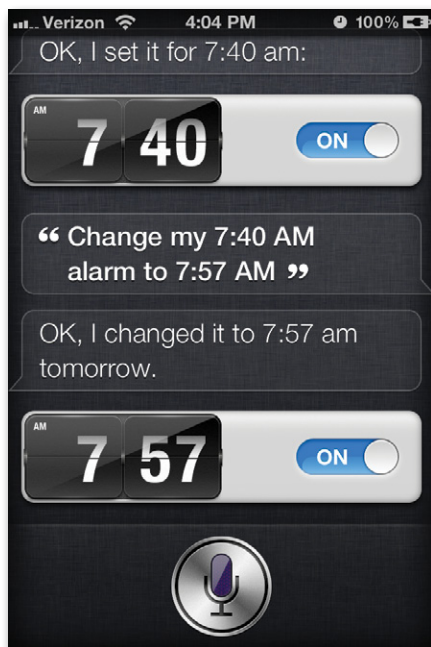 Verizon 4:04 PM 100%
OK, I set it for 7:40 am:
AM
7 40 ON
“ Change my 7:40 AM
alarm to 7:57 AM ”
OK, I changed it to 7:57 am
tomorrow.
AM
7 57 ON